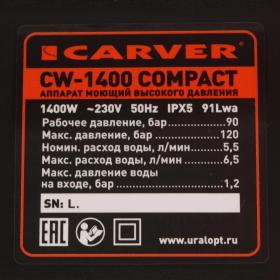 CARVER
CW-1400 COMPACT
АППАРАТ МОЮЩИЙ ВЫСОКОГО ДАВЛЕНИЯ
1400W ~230V 50Hz IPX5 91Lwa
Рабочее давление, бар 90
Макс. давление, бар 120
Номин. расход воды, л/мин 5,5
Макс. расход воды, л/мин 6,5
Макс. давление воды
на входе, бар 1,2
SN: L.
EAC
www.uralopt.ru